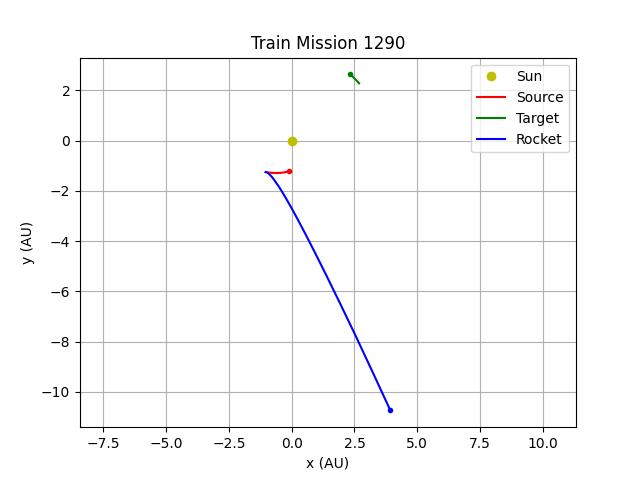 Train Mission 1290
Sun
Source
Target
Rocket
2
0
−2
−4
−6
−8
−10
y (AU)
−7.5 −5.0 −2.5 0.0 2.5 5.0 7.5 10.0
x (AU)